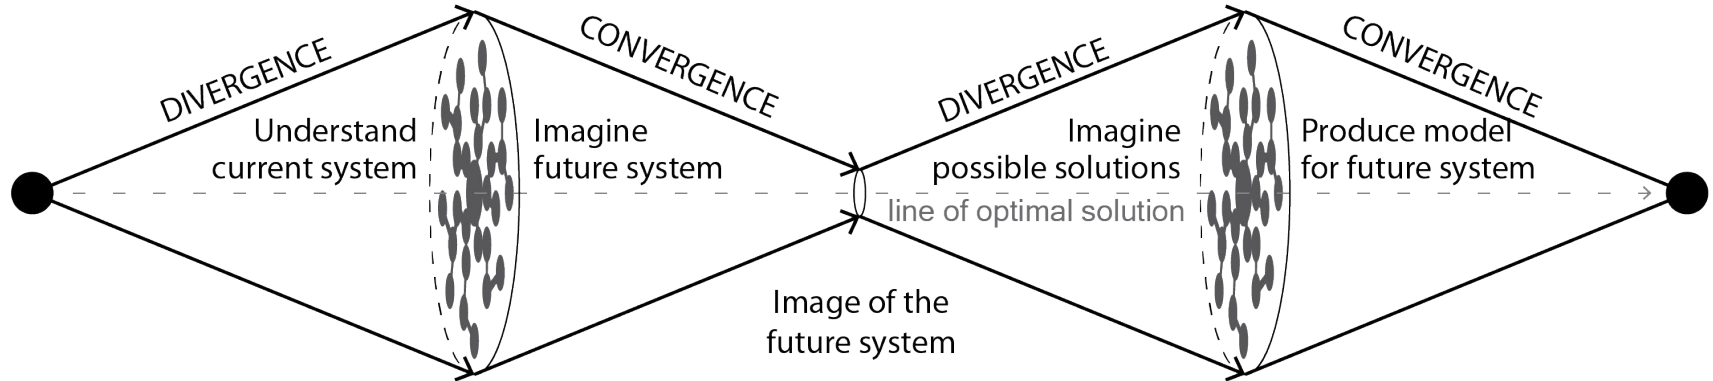 DIVERGENCE
Understand
current system
CONVERGENCE
Imagine
future system
Image of the
future system
DIVERGENCE
Imagine
possible solutions
line of optimal solution
CONVERGENCE
Produce model
for future system